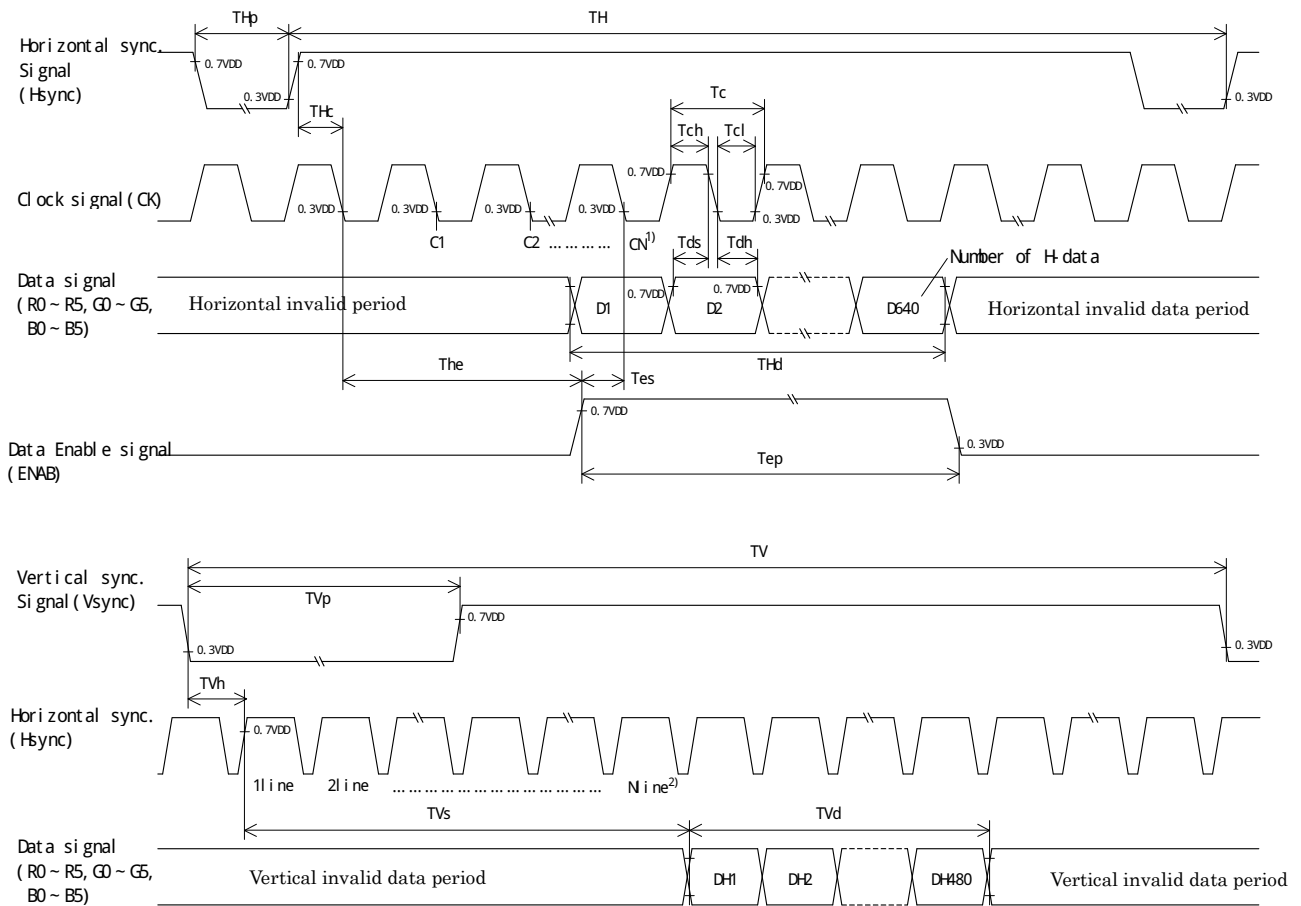 THp
TH
Horizontal sync.
Signal
(Hsync)
0.7VDD
0.7VDD
0.3VDD
0.3VDD
THc
Tc
Tch
Tcl
Clock signal(CK)
0.7VDD
0.7VDD
0.3VDD
0.3VDD
0.3VDD
0.3VDD
0.3VDD
C1
C2
…………
CN1)
Tds
Tdh
Number of H-data
Data signal
(R0~R5,G0~G5,
B0~B5)
Horizontal invalid period
D1
0.7VDD
D2
0.7VDD
D640
Horizontal invalid data period
The
Tes
THd
0.7VDD
Data Enable signal
(ENAB)
0.3VDD
Tep
TV
Vertical sync.
Signal(Vsync)
TVp
0.7VDD
0.3VDD
0.3VDD
TVh
Horizontal sync.
(Hsync)
0.7VDD
1line
2line
………………………………
Nline2)
TVs
TVd
Data signal
(R0~R5,G0~G5,
B0~B5)
Vertical invalid data period
DH1
DH2
DH480
Vertical invalid data period